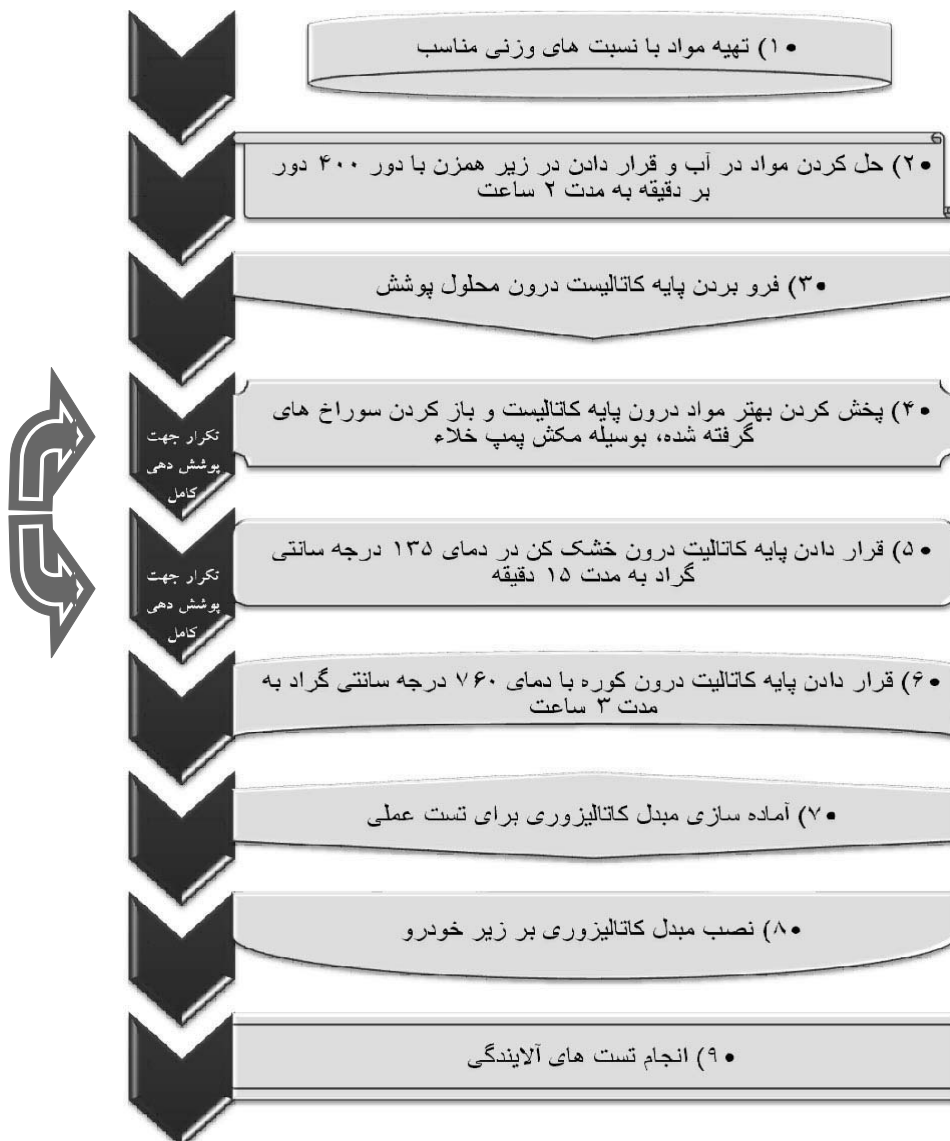 •۱) تهیه مواد با نسبت های وزنی مناسب
•۲) حل کردن مواد در آب و قرار دادن در زیر همزن با دور ۴۰۰ دور
بر دقیقه به مدت ۲ ساعت
•۳) فرو بردن پایه کاتالیست درون محلول پوشش
•۴) پخش کردن بهتر مواد درون پایه کاتالیست و باز کردن سوراخ های
گرفته شده، بوسیله مکش پمپ خلاء
تکرار جهت
پوشش دهی
کامل
•۵) قرار دادن پایه کاتالیت درون خشک کن در دمای ۱۳۵ درجه سانتی
گراد به مدت ۱۵ دقیقه
تکرار جهت
پوشش دهی
کامل
•۶) قرار دادن پایه کاتالیت درون کوره با دمای ۷۶۰ درجه سانتی گراد به
مدت ۳ ساعت
•۷) آماده سازی مبدل کاتالیزوری برای تست عملی
•۸) نصب مبدل کاتالیزوری بر زیر خودرو
•۹) انجام تست های آلایندگی